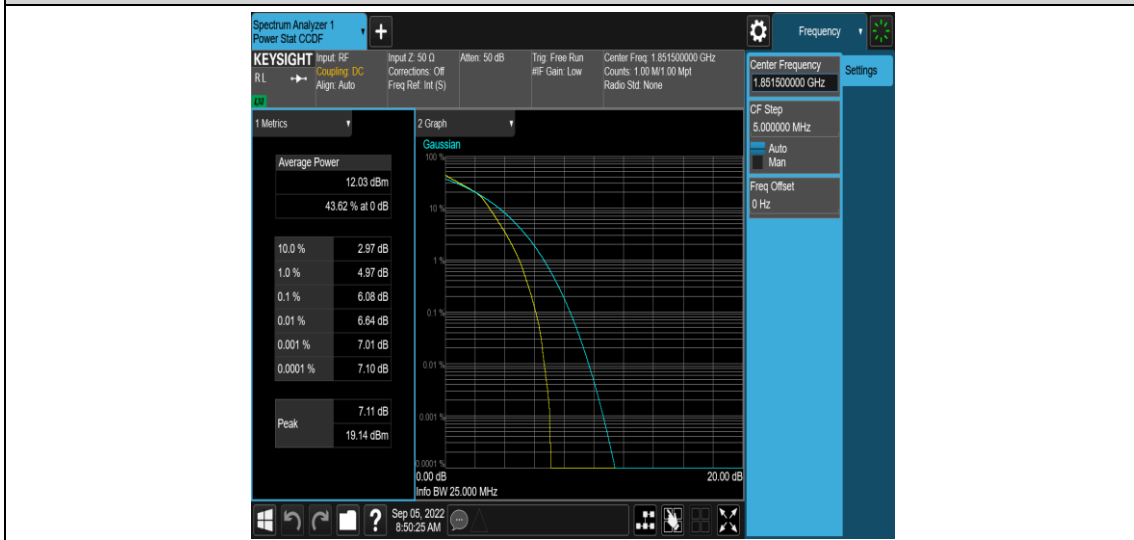 Spectrum Analyzer 1
Power Stat CCDF
+
Frequency
KEYSIGHT
RL
LXI
Input: RF
Coupling: DC
Align: Auto
Input Z: 50 Ω
Corrections: Off
Freq Ref: Int (S)
Atten: 50 dB
Trig: Free Run
#IF Gain: Low
Center Freq: 1.851500000 GHz
Counts: 1.00 M/1.00 Mpt
Radio Std: None
Center Frequency
1.851500000 GHz
Settings
CF Step
5.000000 MHz
Auto
Man
Freq Offset
0 Hz
1 Metrics
Average Power
12.03 dBm
43.62 % at 0 dB
10.0 % 2.97 dB
1.0 % 4.97 dB
0.1 % 6.08 dB
0.01 % 6.64 dB
0.001 % 7.01 dB
0.0001 % 7.10 dB
Peak
7.11 dB
19.14 dBm
2 Graph
Gaussian
100 %
10 %
1 %
0.1 %
0.01 %
0.001 %
0.0001 %
0.00 dB
20.00 dB
Info BW 25.000 MHz
?
Sep 05, 2022
8:50:25 AM